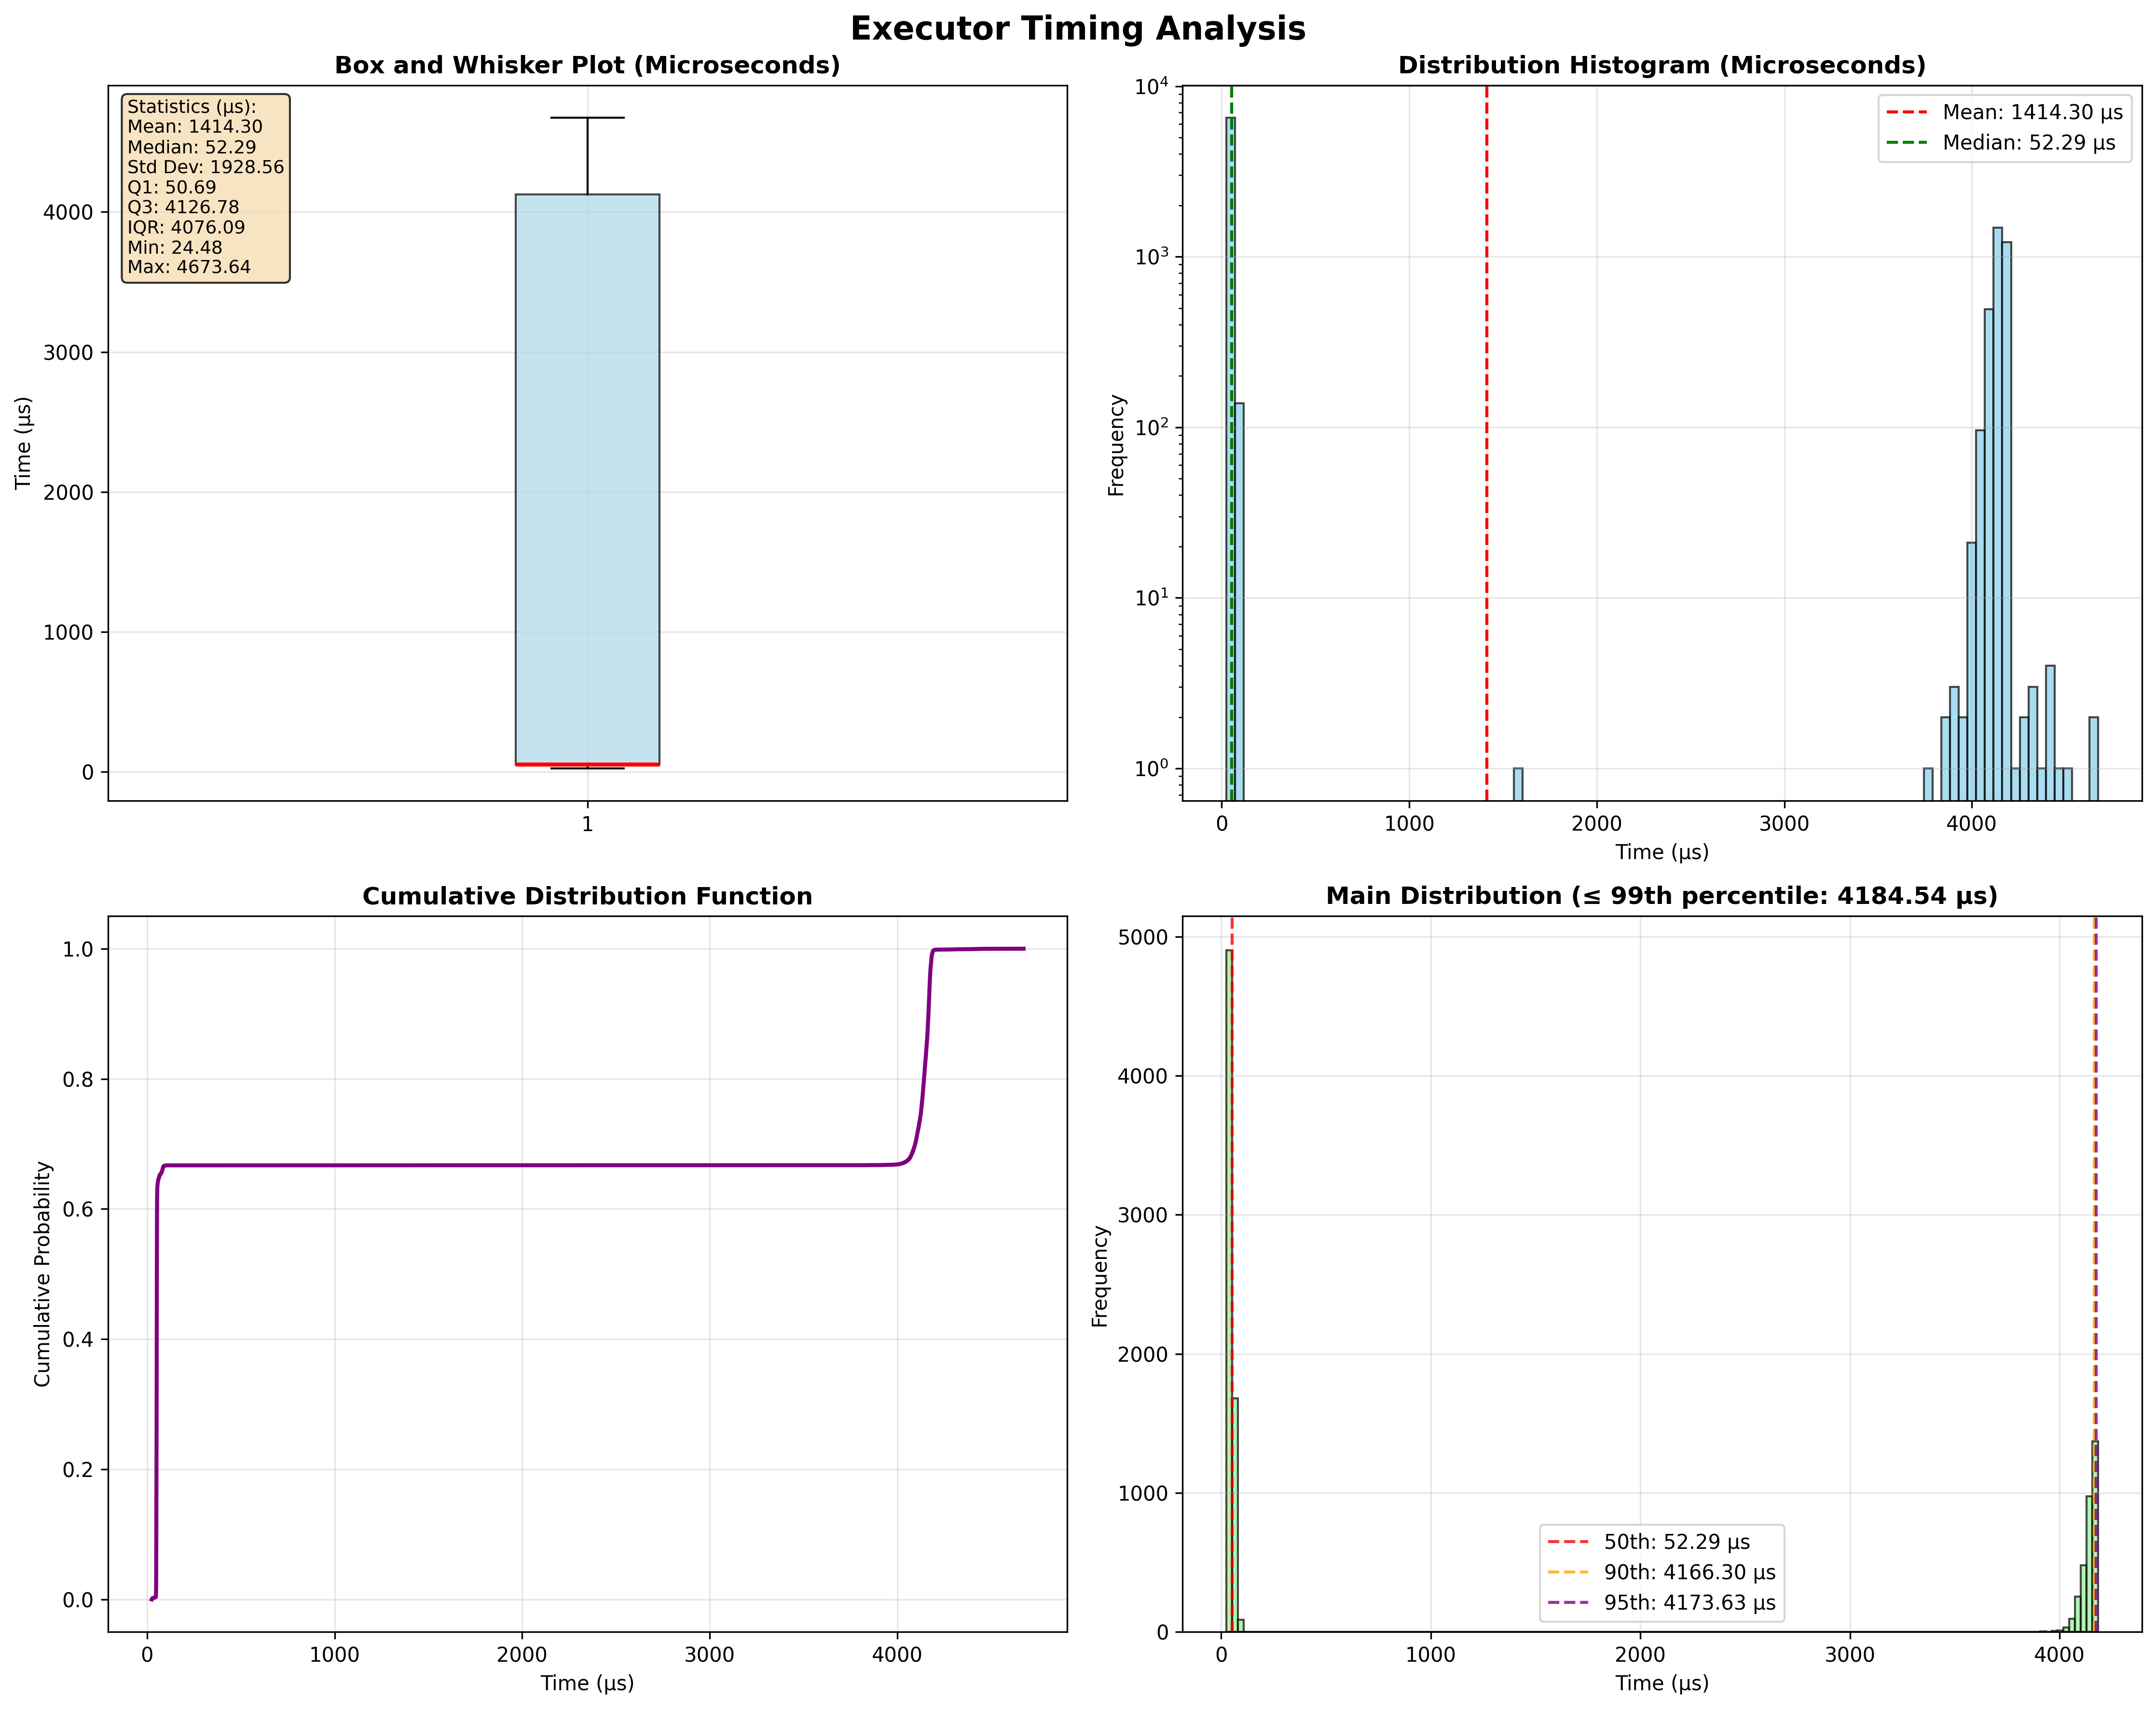 Executor Timing Analysis
Box and Whisker Plot (Microseconds)
Statistics (µs):
Mean: 1414.30
Median: 52.29
Std Dev: 1928.56
Q1: 50.69
Q3: 4126.78
IQR: 4076.09
Min: 24.48
Max: 4673.64
4000
3000
2000
1000
0
Time (µs)
1
Distribution Histogram (Microseconds)
Mean: 1414.30 µs
Median: 52.29 µs
10⁴
10³
10²
10¹
10⁰
Frequency
0 1000 2000 3000 4000
Time (µs)
Cumulative Distribution Function
1.0
0.8
0.6
0.4
0.2
0.0
Cumulative Probability
0 1000 2000 3000 4000
Time (µs)
Main Distribution (≤ 99th percentile: 4184.54 µs)
5000
4000
3000
2000
1000
0
Frequency
50th: 52.29 µs
90th: 4166.30 µs
95th: 4173.63 µs
0 1000 2000 3000 4000
Time (µs)